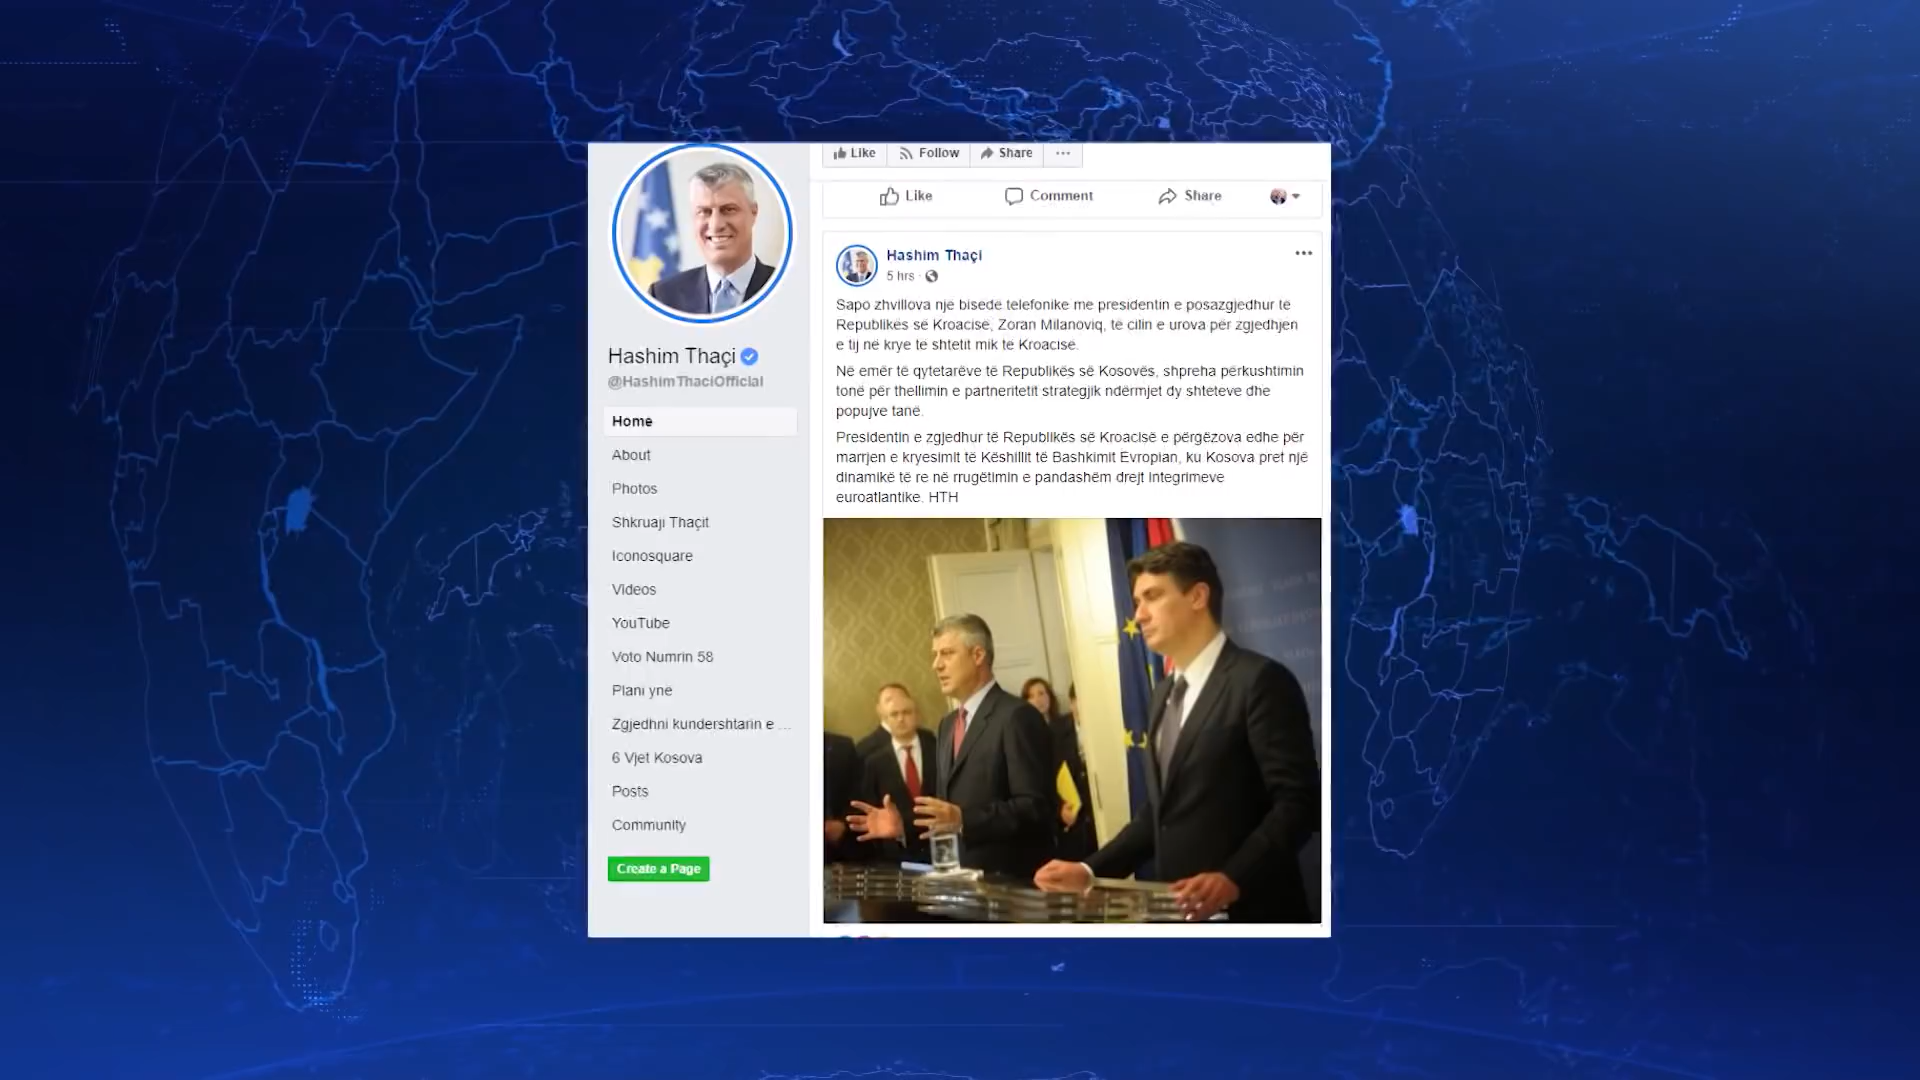 Like Follow Share
Like Comment Share
Hashim Thaçi
5 hrs
Sapo zhvillova një bisedë telefonike me presidentin e posazgjedhur të
Republikës së Kroacisë, Zoran Milanoviq, të cilin e urova për zgjedhjen
e tij në krye të shtetit mik të Kroacisë.
Në emër të qytetarëve të Republikës së Kosovës, shpreha përkushtimin
tonë për thellimin e partneritetit strategjik ndërmjet dy shteteve dhe
popujve tanë.
Presidentin e zgjedhur të Republikës së Kroacisë e përgëzova edhe për
marrjen e kryesimit të Këshillit të Bashkimit Evropian, ku Kosova pret një
dinamikë të re në rrugëtimin e pandashëm drejt integrimeve
euroatlantike. HTH
Hashim Thaçi
@HashimThaciOfficial
Home
About
Photos
Shkruaji Thaçit
Iconosquare
Videos
YouTube
Voto Numrin 58
Plani yne
Zgjedhni kundershtarin e ...
6 Vjet Kosova
Posts
Community
Create a Page